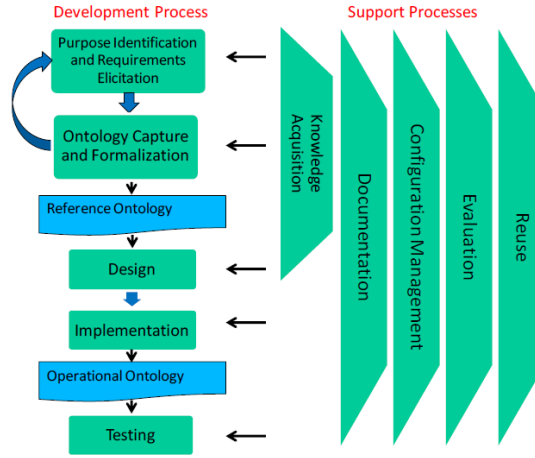 Development Process
Support Processes
Purpose Identification
and Requirements
Elicitation
Ontology Capture
and Formalization
Reference Ontology
Design
Implementation
Operational Ontology
Testing
Knowledge
Acquisition
Documentation
Configuration Management
Evaluation
Reuse